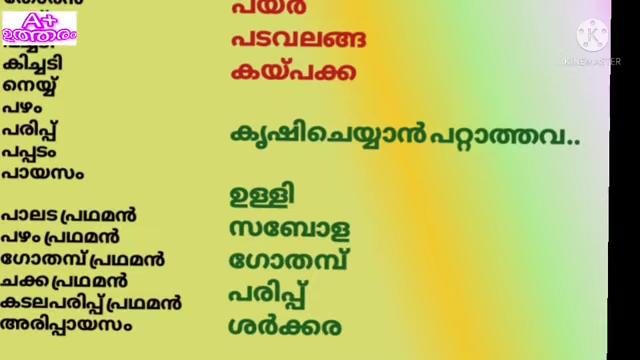 തോരൻ
A+
ഉത്തരം
കിച്ചടി
നെയ്യ്
പഴം
പരിപ്പ്
പപ്പടം
പായസം
പാലട പ്രഥമൻ
പഴം പ്രഥമൻ
ഗോതമ്പ് പ്രഥമൻ
ചക്ക പ്രഥമൻ
കടലപരിപ്പ് പ്രഥമൻ
അരിപ്പായസം
പയർ
പടവലങ്ങ
കയ്പക്ക
കൃഷിചെയ്യാൻ പറ്റാത്തവ..
ഉള്ളി
സബോള
ഗോതമ്പ്
പരിപ്പ്
ശർക്കര
KINEMASTER